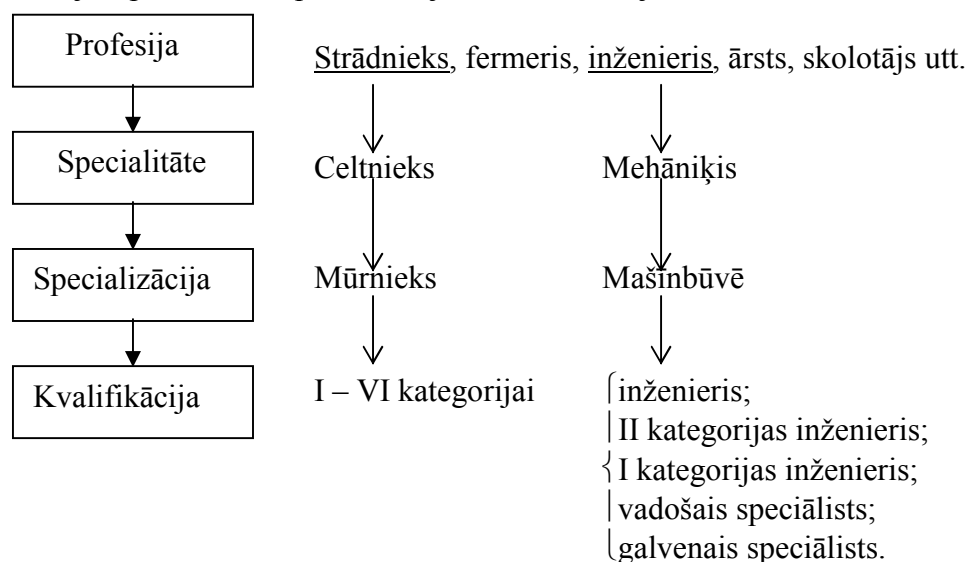 Profesija
Strādnieks, fermeris, inženieris, ārsts, skolotājs utt.
Specialitāte
Celtnieks
Mehāniķis
Specializācija
Mūrnieks
Mašīnbūvē
Kvalifikācija
I – VI kategorijai
inženieris;
II kategorijas inženieris;
I kategorijas inženieris;
vadošais speciālists;
galvenais speciālists.